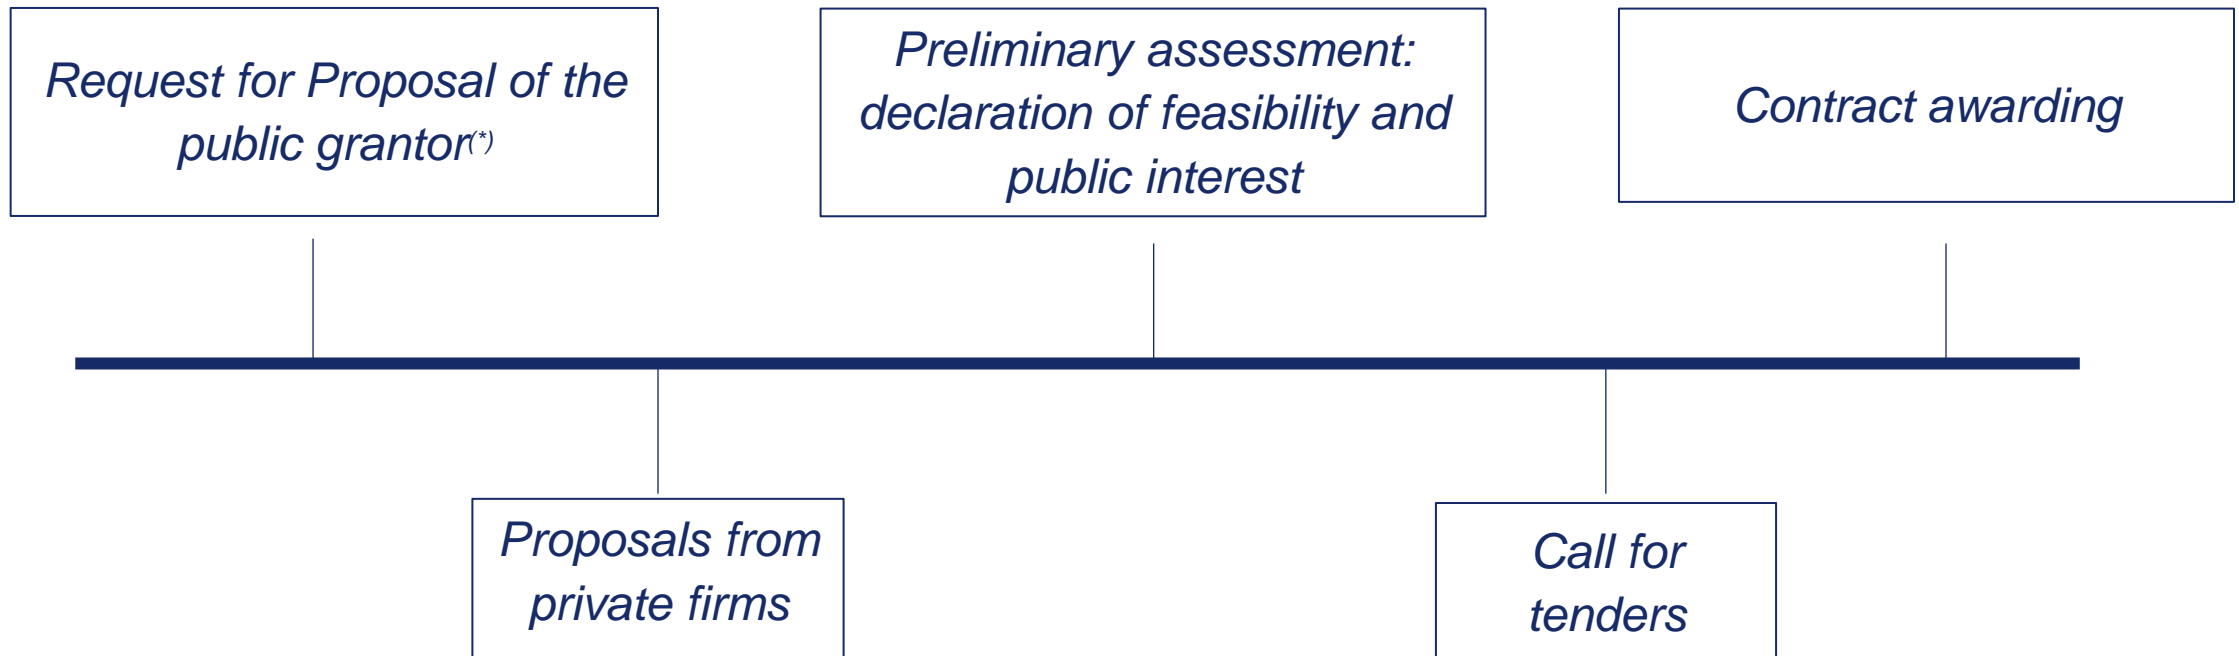 Request for Proposal of the
public grantor(*)
Preliminary assessment:
declaration of feasibility and
public interest
Contract awarding
Proposals from
private firms
Call for
tenders